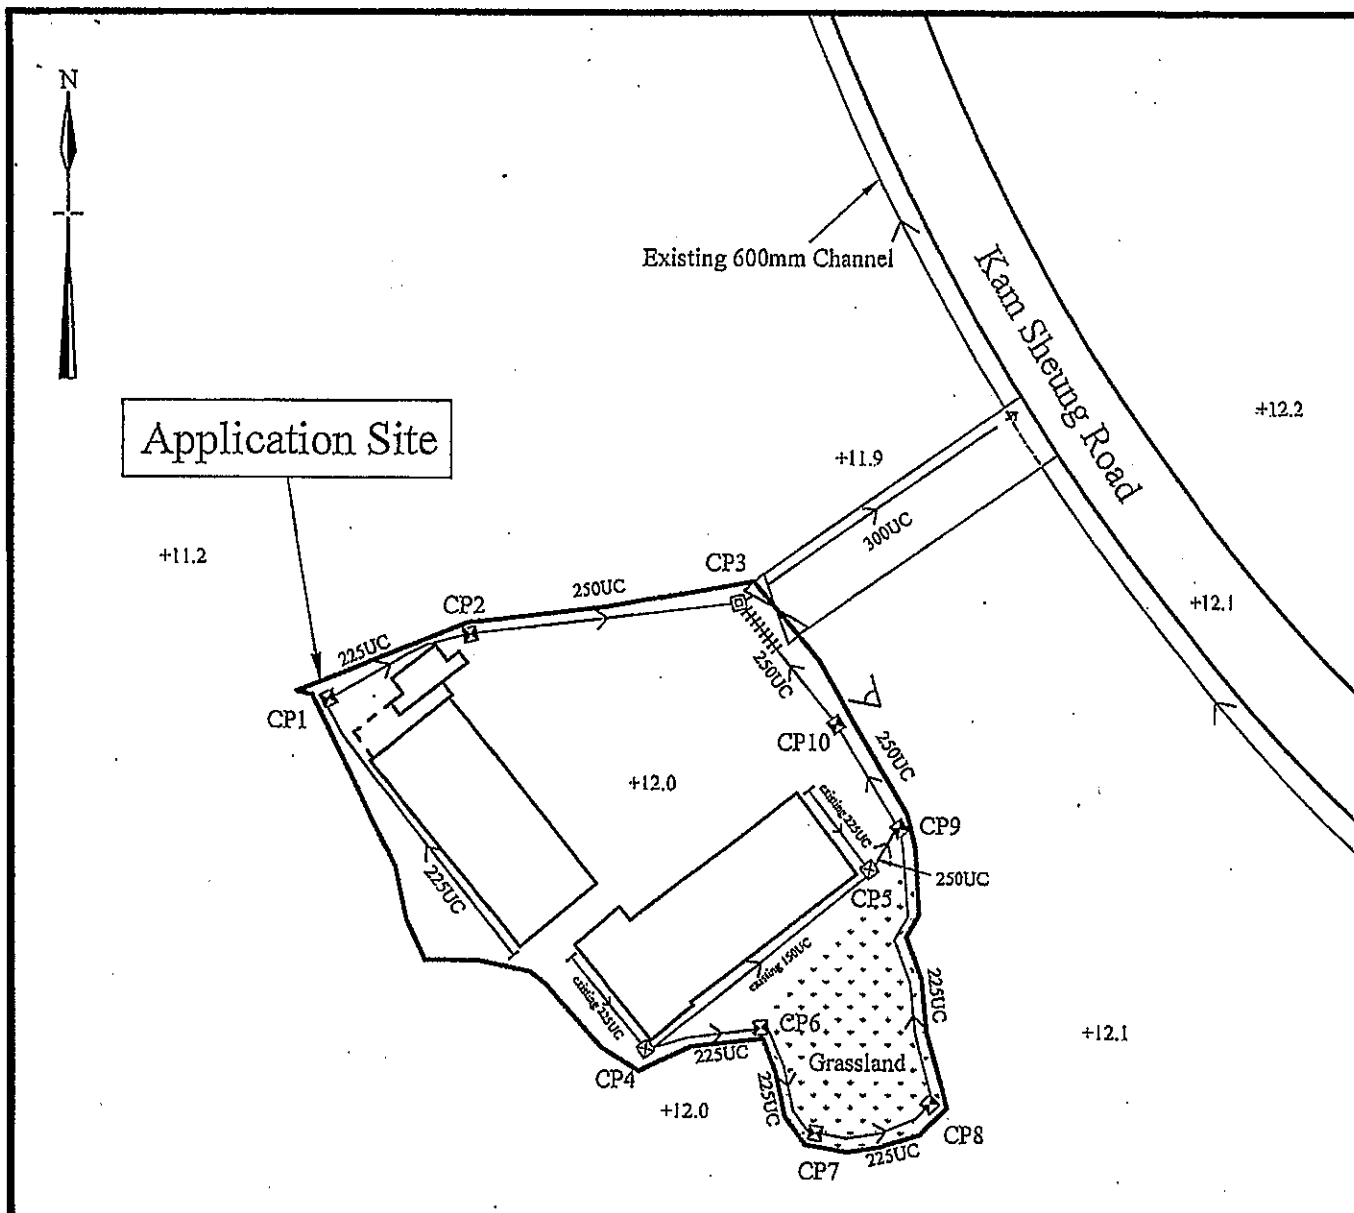 N
Existing 600mm Channel
Kam Sheung Road
+12.2
Application Site
+11.9
300UC
+11.2
CP3
250UC
CP2
+12.1
225UC
250UC
CP1
CP10
250UC
+12.0
existing 225UC
CP9
250UC
CP5
225UC
existing 150UC
existing 225UC
225UC
CP6
+12.1
225UC
Grassland
CP4
225UC
+12.0
CP8
225UC
CP7